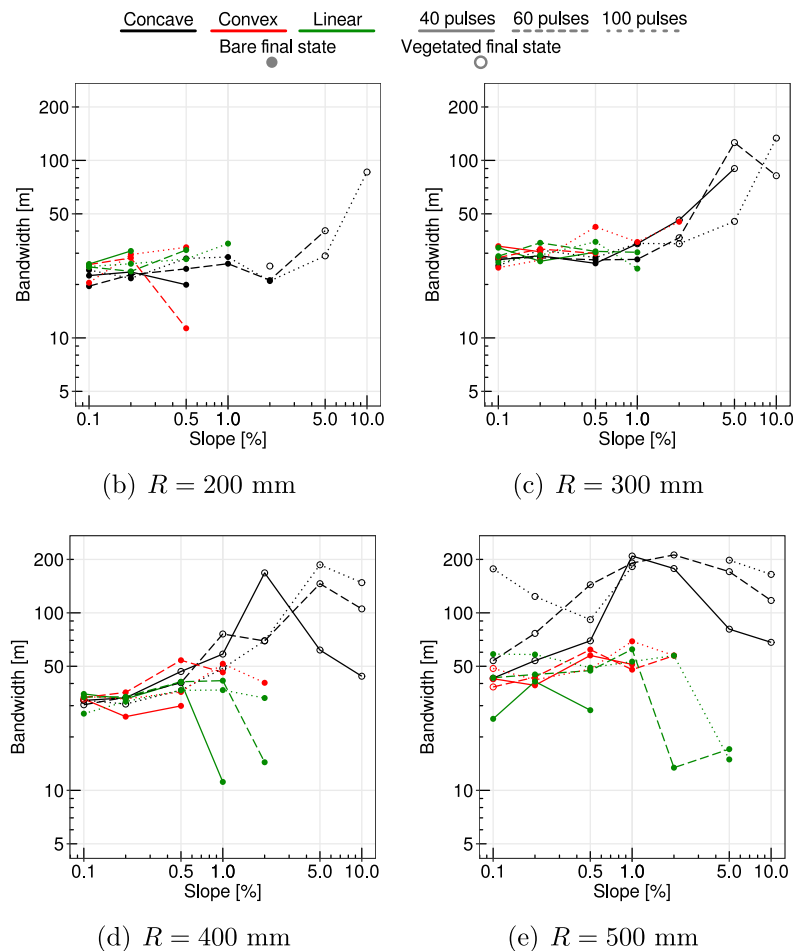 Concave Convex Linear 40 pulses 60 pulses 100 pulses
Bare final state Vegetated final state
200
100
50
10
5
Bandwidth [m]
0.1 0.5 1.0 5.0 10.0
Slope [%]
(b) R = 200 mm
200
100
50
10
5
Bandwidth [m]
0.1 0.5 1.0 5.0 10.0
Slope [%]
(c) R = 300 mm
200
100
50
10
5
Bandwidth [m]
0.1 0.5 1.0 5.0 10.0
Slope [%]
(d) R = 400 mm
200
100
50
10
5
Bandwidth [m]
0.1 0.5 1.0 5.0 10.0
Slope [%]
(e) R = 500 mm